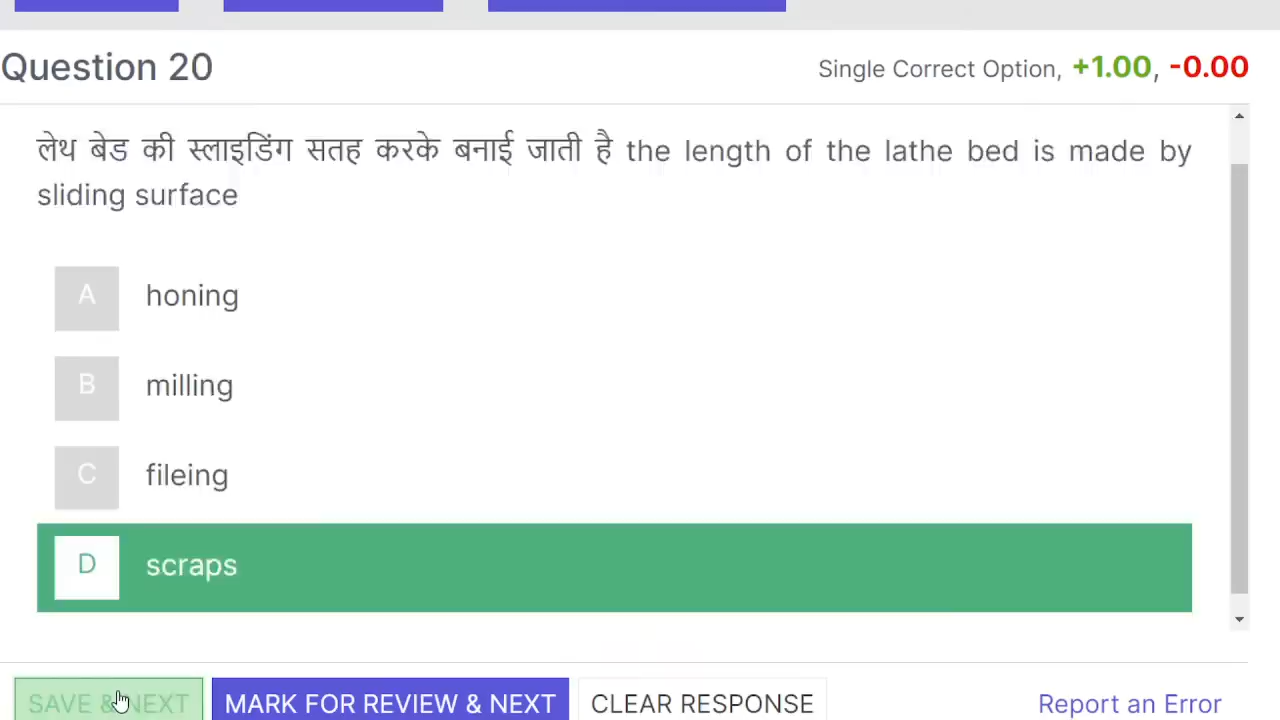 Question 20
Single Correct Option, +1.00, -0.00
लेथ बेड की स्लाइडिंग सतह करके बनाई जाती है the length of the lathe bed is made by
sliding surface
A honing
B milling
C fileing
D scraps
SAVE & NEXT MARK FOR REVIEW & NEXT CLEAR RESPONSE Report an Error